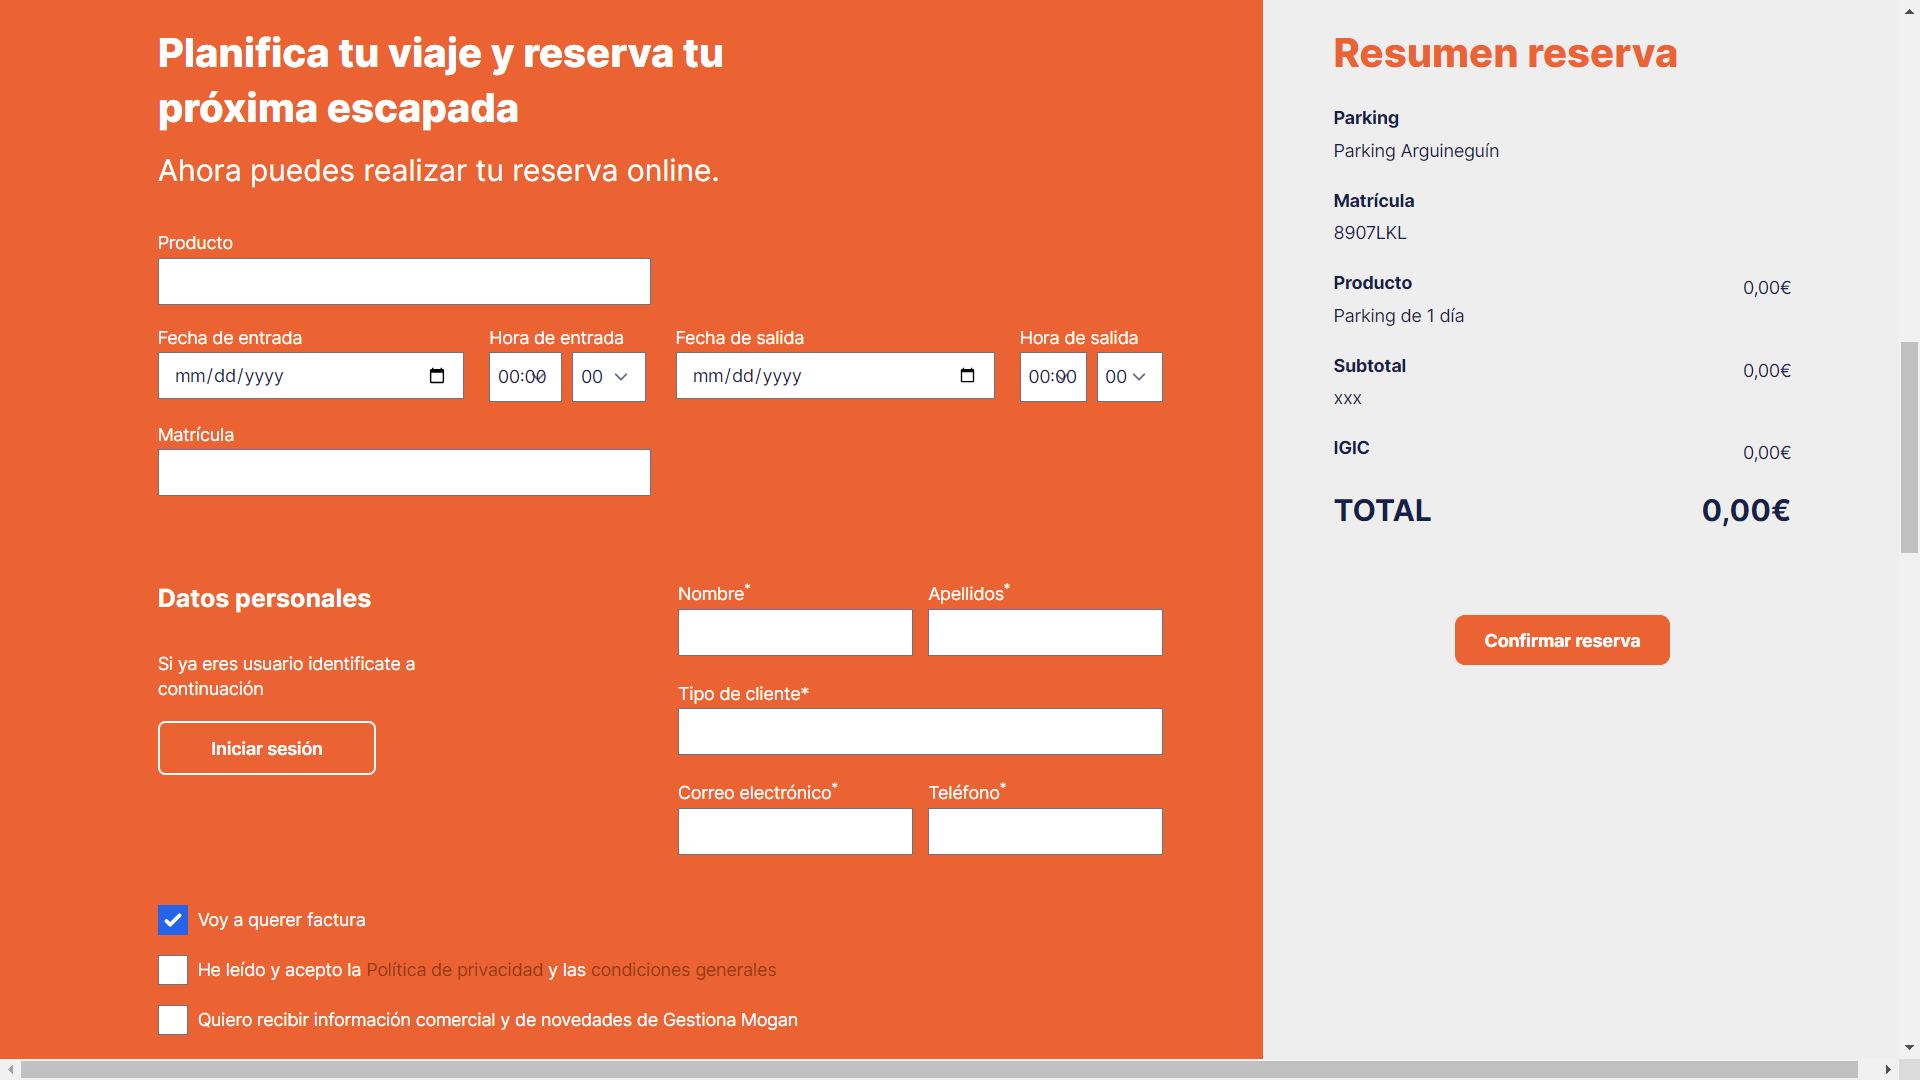 Planifica tu viaje y reserva tu
próxima escapada
Ahora puedes realizar tu reserva online.
Producto
Fecha de entrada
Hora de entrada
Fecha de salida
Hora de salida
mm/dd/yyyy
00:00
00
mm/dd/yyyy
00:00
00
Matrícula
Datos personales
Si ya eres usuario identificate a
continuación
Iniciar sesión
Nombre*
Apellidos*
Tipo de cliente*
Correo electrónico*
Teléfono*
Voy a querer factura
He leído y acepto la Política de privacidad y las condiciones generales
Quiero recibir información comercial y de novedades de Gestiona Mogan
Resumen reserva
Parking
Parking Arguineguín
Matrícula
8907LKL
Producto
0,00€
Parking de 1 día
Subtotal
0,00€
xxx
IGIC
0,00€
TOTAL
0,00€
Confirmar reserva